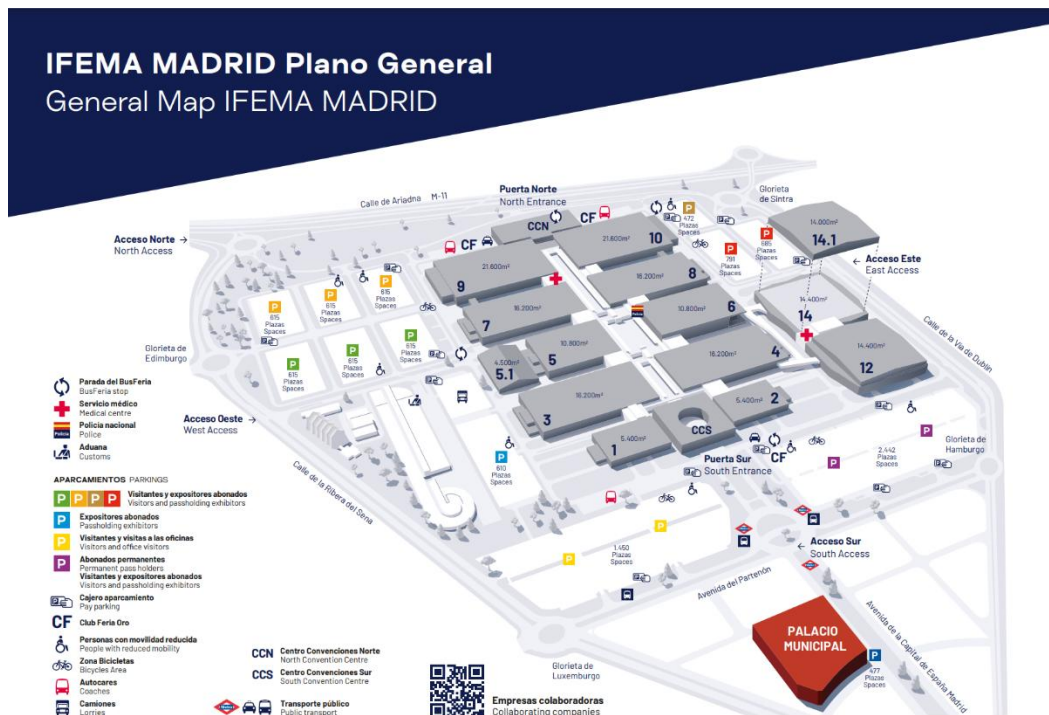 IFEMA MADRID Plano General
General Map IFEMA MADRID
Calle de Ariadna M-11
Puerta Norte
North Entrance
Glorieta
de Sintra
Acceso Norte →
North Access
CCN
CF
CF
P
472
Plazas
Spaces
P
791
Plazas
Spaces
P
685
Plazas
Spaces
14.000m²
14.1
← Acceso Este
East Access
21.600m²
10
21.600m²
9
16.200m²
8
16.200m²
7
Policía
10.800m²
6
14.400m²
14
10.800m²
5
4.500m²
5.1
16.200m²
4
14.400m²
12
16.200m²
3
5.400m²
2
5.400m²
1
CCS
P
615
Plazas
Spaces
P
615
Plazas
Spaces
P
615
Plazas
Spaces
P
615
Plazas
Spaces
P
615
Plazas
Spaces
P
615
Plazas
Spaces
Glorieta de
Edimburgo
Calle de la Vía de Dublín
Acceso Oeste →
West Access
Calle de la Ribera del Sena
P
610
Plazas
Spaces
Puerta Sur
South Entrance
CF
P
P
2.442
Plazas
Spaces
Glorieta de
Hamburgo
P
P
1.450
Plazas
Spaces
← Acceso Sur
South Access
Avenida del Partenón
Avenida de la Capital de España Madrid
PALACIO
MUNICIPAL
P
477
Plazas
Spaces
Glorieta de
Luxemburgo
Parada del BusFeria
BusFeria stop
Servicio médico
Medical centre
Policía nacional
Police
Aduana
Customs
APARCAMIENTOS PARKINGS
P P P P Visitantes y expositores abonados
Visitors and passholding exhibitors
P Expositores abonados
Passholding exhibitors
P Visitantes y visitas a las oficinas
Visitors and office visitors
P Abonados permanentes
Permanent pass holders
Visitantes y expositores abonados
Visitors and passholding exhibitors
Cajero aparcamiento
Pay parking
CF Club Feria Oro
Personas con movilidad reducida
People with reduced mobility
Zona Bicicletas
Bicycles Area
Autocares
Coaches
Camiones
Lorries
CCN Centro Convenciones Norte
North Convention Centre
CCS Centro Convenciones Sur
South Convention Centre
Transporte público
Public transport
Empresas colaboradoras
Collaborating companies